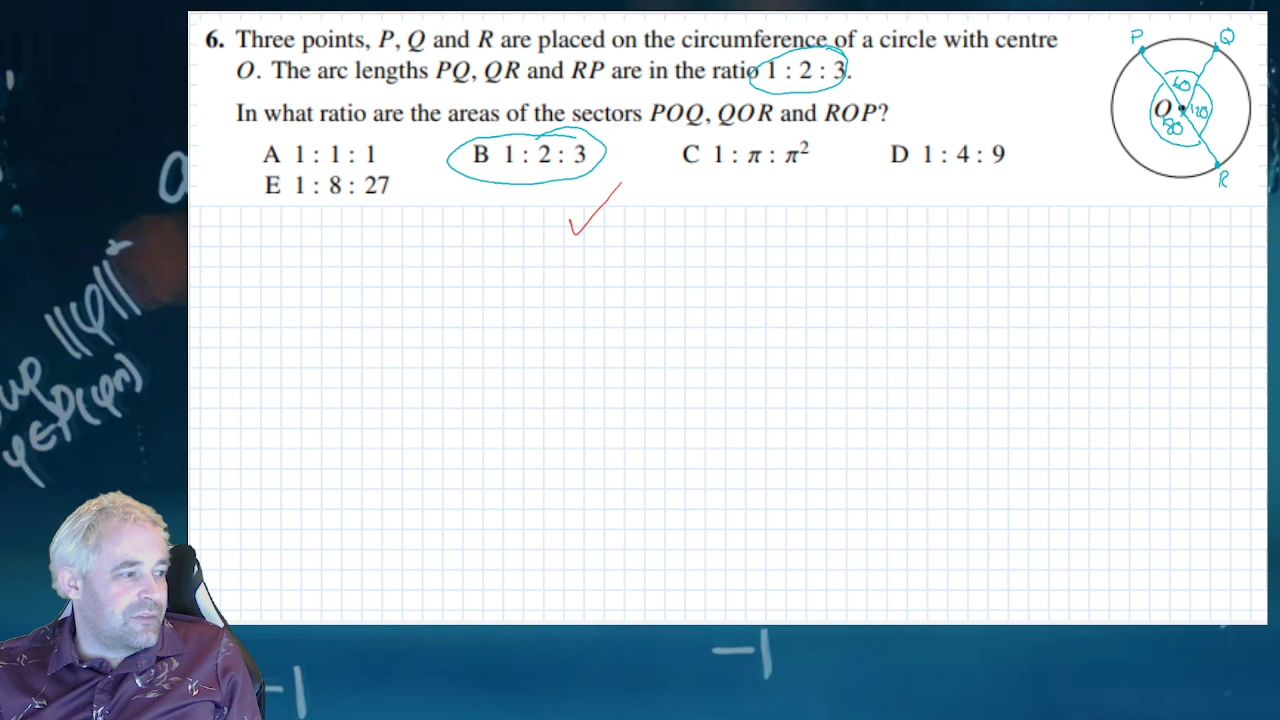 6. Three points, P, Q and R are placed on the circumference of a circle with centre
O. The arc lengths PQ, QR and RP are in the ratio 1 : 2 : 3.
In what ratio are the areas of the sectors POQ, QOR and ROP?
A 1 : 1 : 1 B 1 : 2 : 3 C 1 : π : π² D 1 : 4 : 9
E 1 : 8 : 27
P Q
60
O 120
180
R
||φ||
φ∈P(φⁿ)
-1
-1